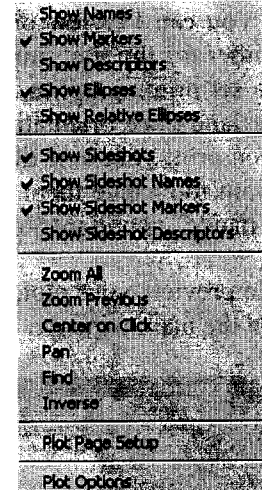 Show Names
Show Markers
Show Descriptors
Show Ellipses
Show Relative Ellipses
Show Sideshots
Show Sideshot Names
Show Sideshot Markers
Show Sideshot Descriptors
Zoom All
Zoom Previous
Center on Click
Pan
Find
Inverse
Plot Page Setup
Plot Options